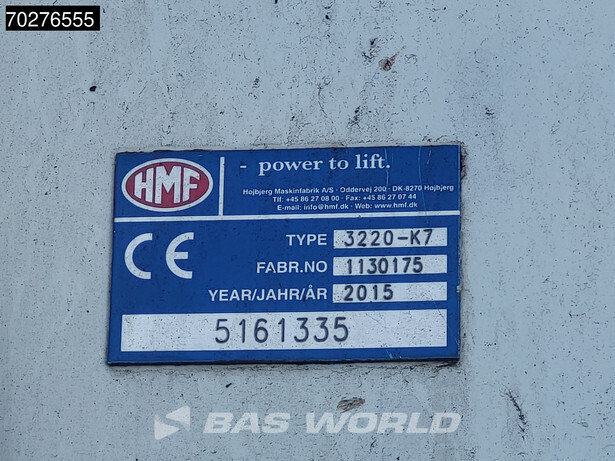 70276555
HMF
- power to lift.
Højbjerg Maskinfabrik A/S · Oddervej 200 · DK-8270 Højbjerg
Tlf. +45 86 27 08 00 · Fax: +45 86 27 07 44
E-mail: info@hmf.dk · Web: www.hmf.dk
CE
TYPE 3220-K7
FABR.NO 1130175
YEAR/JAHR/ÅR 2015
5161335
BAS WORLD